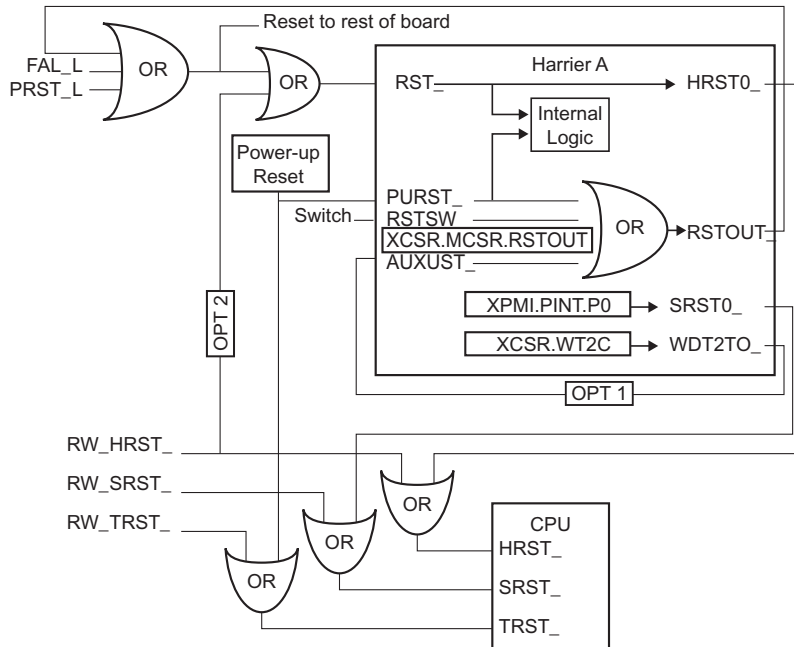 Reset to rest of board
FAL_L
PRST_L
OR
OR
Harrier A
RST_
HRST0_
Internal
Logic
Power-up
Reset
PURST_
Switch
RSTSW
XCSR.MCSR.RSTOUT
AUXUST_
OR
RSTOUT_
XPMI.PINT.P0
SRST0_
XCSR.WT2C
WDT2TO_
OPT 2
OPT 1
RW_HRST_
RW_SRST_
RW_TRST_
OR
OR
OR
CPU
HRST_
SRST_
TRST_